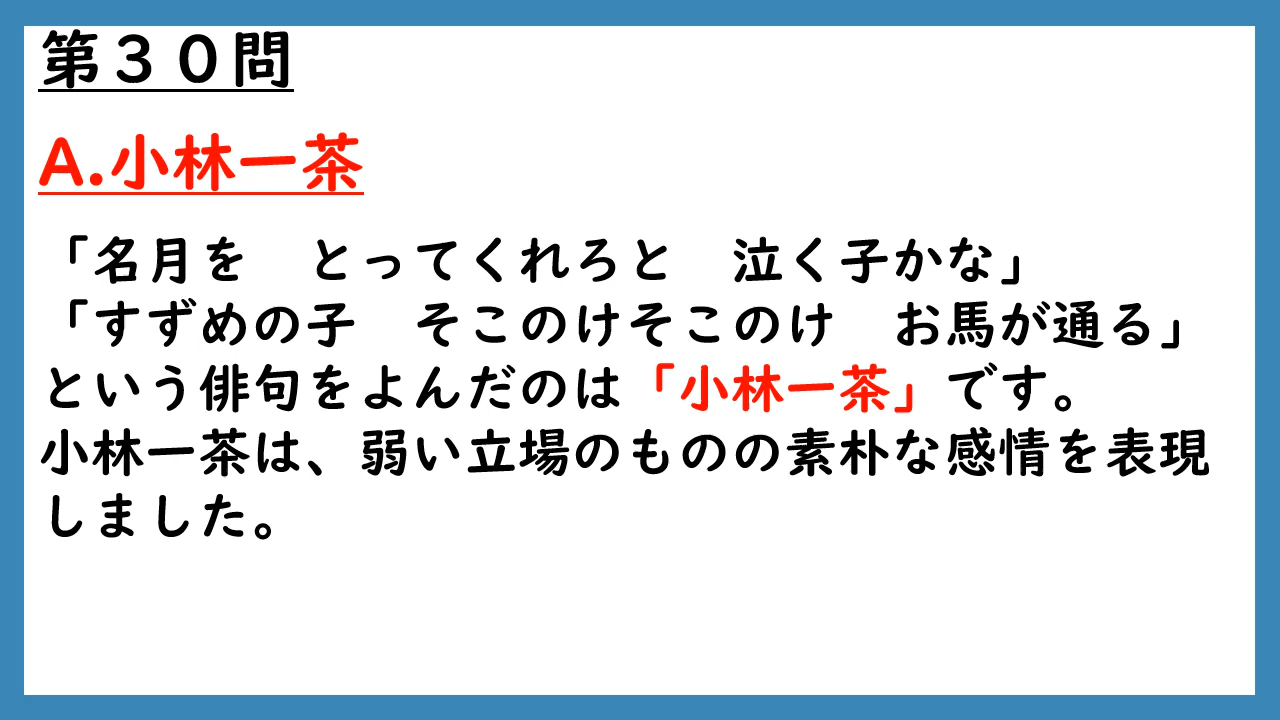 第３０問
A.小林一茶
「名月を　とってくれろと　泣く子かな」
「すずめの子　そこのけそこのけ　お馬が通る」
という俳句をよんだのは「小林一茶」です。
小林一茶は、弱い立場のものの素朴な感情を表現
しました。